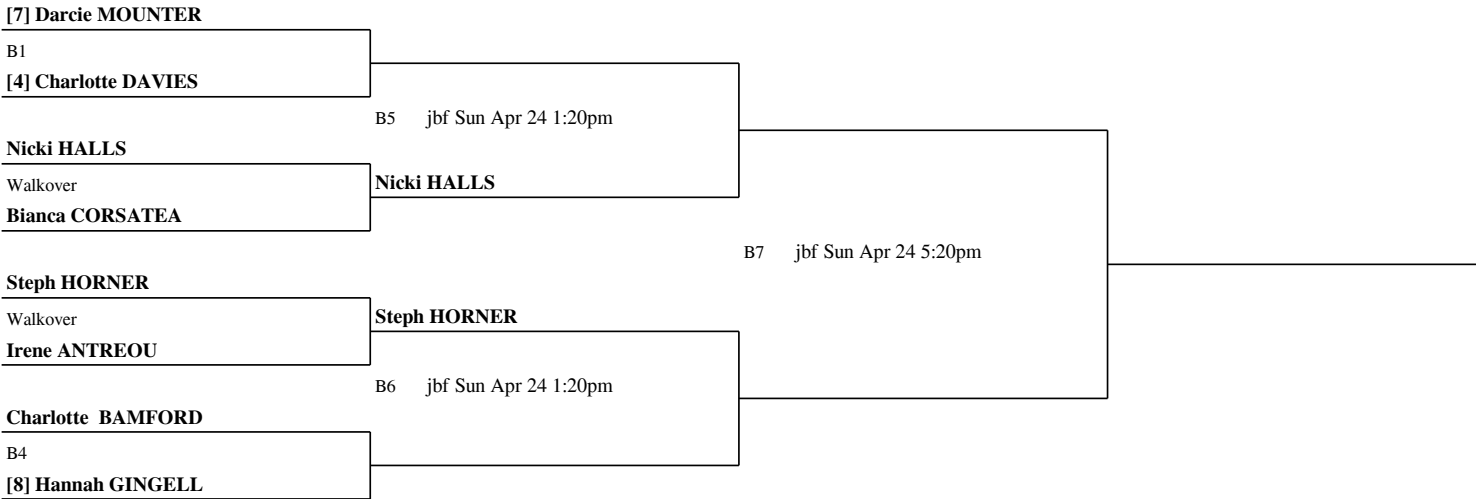 [7] Darcie MOUNTER
B1
[4] Charlotte DAVIES
B5 jbf Sun Apr 24 1:20pm
Nicki HALLS
Walkover
Nicki HALLS
Bianca CORSATEA
B7 jbf Sun Apr 24 5:20pm
Steph HORNER
Walkover
Steph HORNER
Irene ANTREOU
B6 jbf Sun Apr 24 1:20pm
Charlotte BAMFORD
B4
[8] Hannah GINGELL